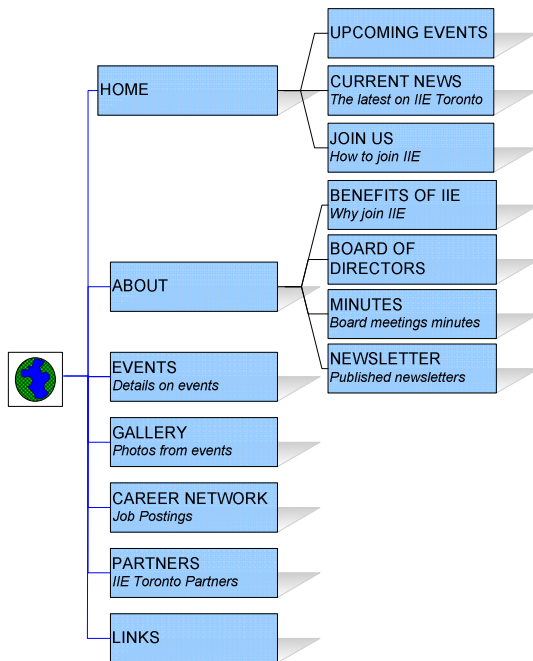 HOME
UPCOMING EVENTS
CURRENT NEWS
The latest on IIE Toronto
JOIN US
How to join IIE
ABOUT
BENEFITS OF IIE
Why join IIE
BOARD OF
DIRECTORS
MINUTES
Board meetings minutes
NEWSLETTER
Published newsletters
EVENTS
Details on events
GALLERY
Photos from events
CAREER NETWORK
Job Postings
PARTNERS
IIE Toronto Partners
LINKS